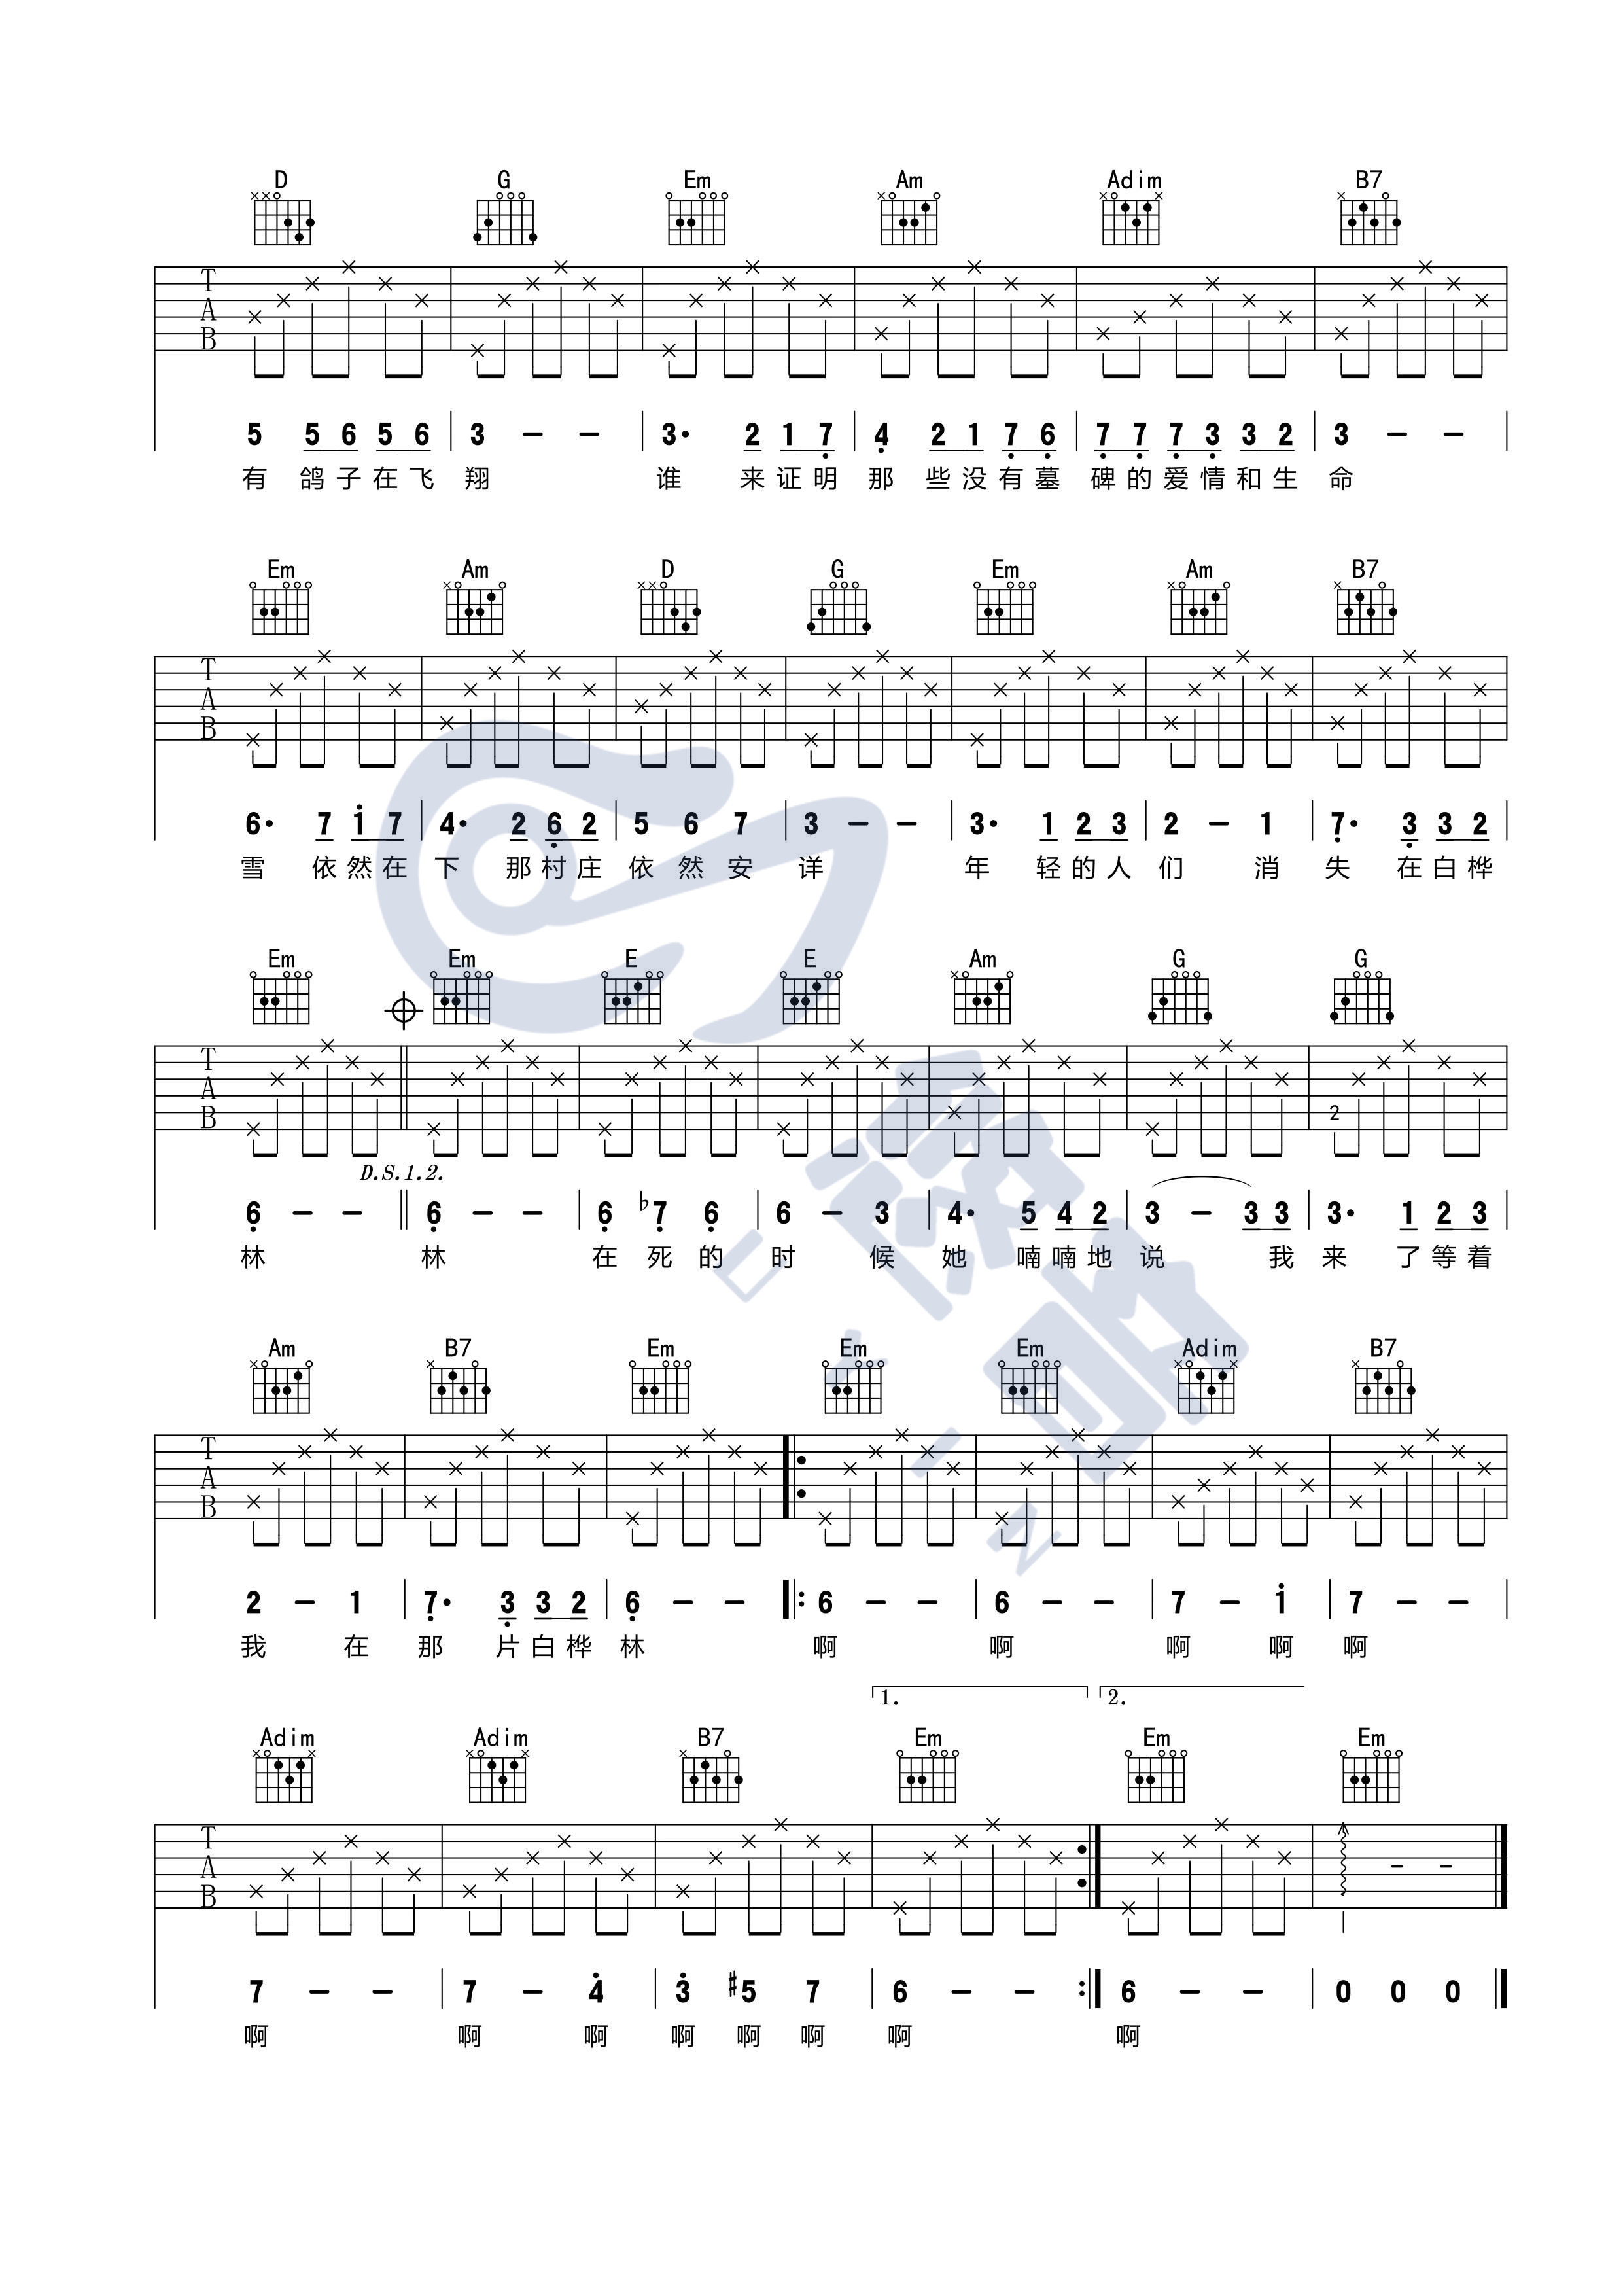 D G Em Am Adim B7
T
A
B
5 5 6 5 6 | 3 – – | 3· 2 1 7̣ | 4̣ 2 1 7̣ 6̣ | 7̣ 7̣ 7̣ 3̣ 3 2 | 3 – – |
有 鸽 子 在 飞 翔 谁 来 证 明 那 些 没 有 墓 碑 的 爱 情 和 生 命
Em Am D G Em Am B7
T
A
B
6· 7 1̇ 7 | 4· 2 6̣ 2 | 5 6 7 | 3 – – | 3· 1 2 3 | 2 – 1 | 7̣· 3̣ 3 2 |
雪 依 然 在 下 那 村 庄 依 然 安 详 年 轻 的 人 们 消 失 在 白 桦
Em Em E E Am G G
T
A
B
2
D.S.1.2.
6̣ – – || 6̣ – – | 6̣ ♭7̣ 6̣ | 6 – 3 | 4· 5 4 2 | 3 – 3 3 | 3· 1 2 3 |
林 林 在 死 的 时 候 她 喃 喃 地 说 我 来 了 等 着
Am B7 Em Em Em Adim B7
T
A
B
2 – 1 | 7̣· 3̣ 3 2 | 6̣ – – |: 6 – – | 6 – – | 7 – 1̇ | 7 – – |
我 在 那 片 白 桦 林 啊 啊 啊 啊 啊
1. 2.
Adim Adim B7 Em Em Em
T
A
B
7 – – | 7 – 4̇ | 3̇ ♯5 7 | 6 – – :| 6 – – | 0 0 0 |
啊 啊 啊 啊 啊 啊 啊 啊